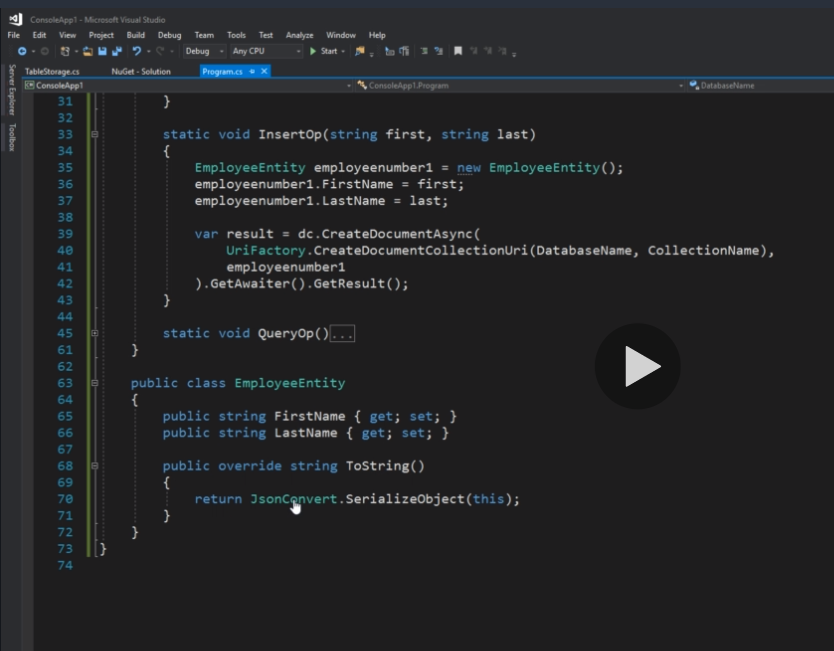 ConsoleApp1 - Microsoft Visual Studio
File Edit View Project Build Debug Team Tools Test Analyze Window Help
Debug Any CPU Start
Server Explorer
Toolbox
TableStorage.cs NuGet - Solution Program.cs
ConsoleApp1 ConsoleApp1.Program DatabaseName
31 }
32
33 static void InsertOp(string first, string last)
34 {
35 EmployeeEntity employeenumber1 = new EmployeeEntity();
36 employeenumber1.FirstName = first;
37 employeenumber1.LastName = last;
38
39 var result = dc.CreateDocumentAsync(
40 UriFactory.CreateDocumentCollectionUri(DatabaseName, CollectionName),
41 employeenumber1
42 ).GetAwaiter().GetResult();
43 }
44
45 static void QueryOp()...
61 }
62
63 public class EmployeeEntity
64 {
65 public string FirstName { get; set; }
66 public string LastName { get; set; }
67
68 public override string ToString()
69 {
70 return JsonConvert.SerializeObject(this);
71 }
72 }
73 }
74